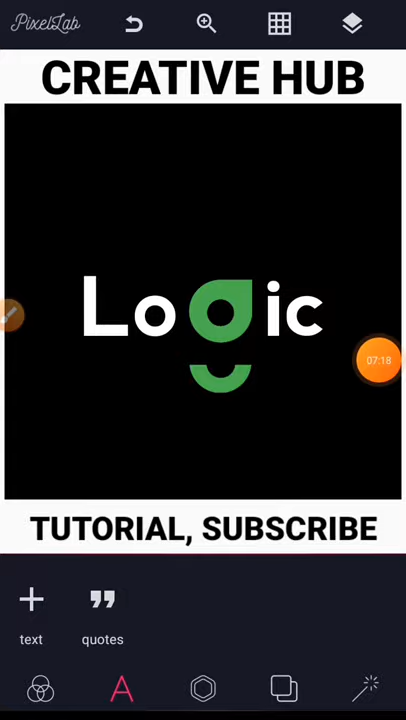 PixelLab
CREATIVE HUB
Logic
07:18
TUTORIAL, SUBSCRIBE
text
quotes
A